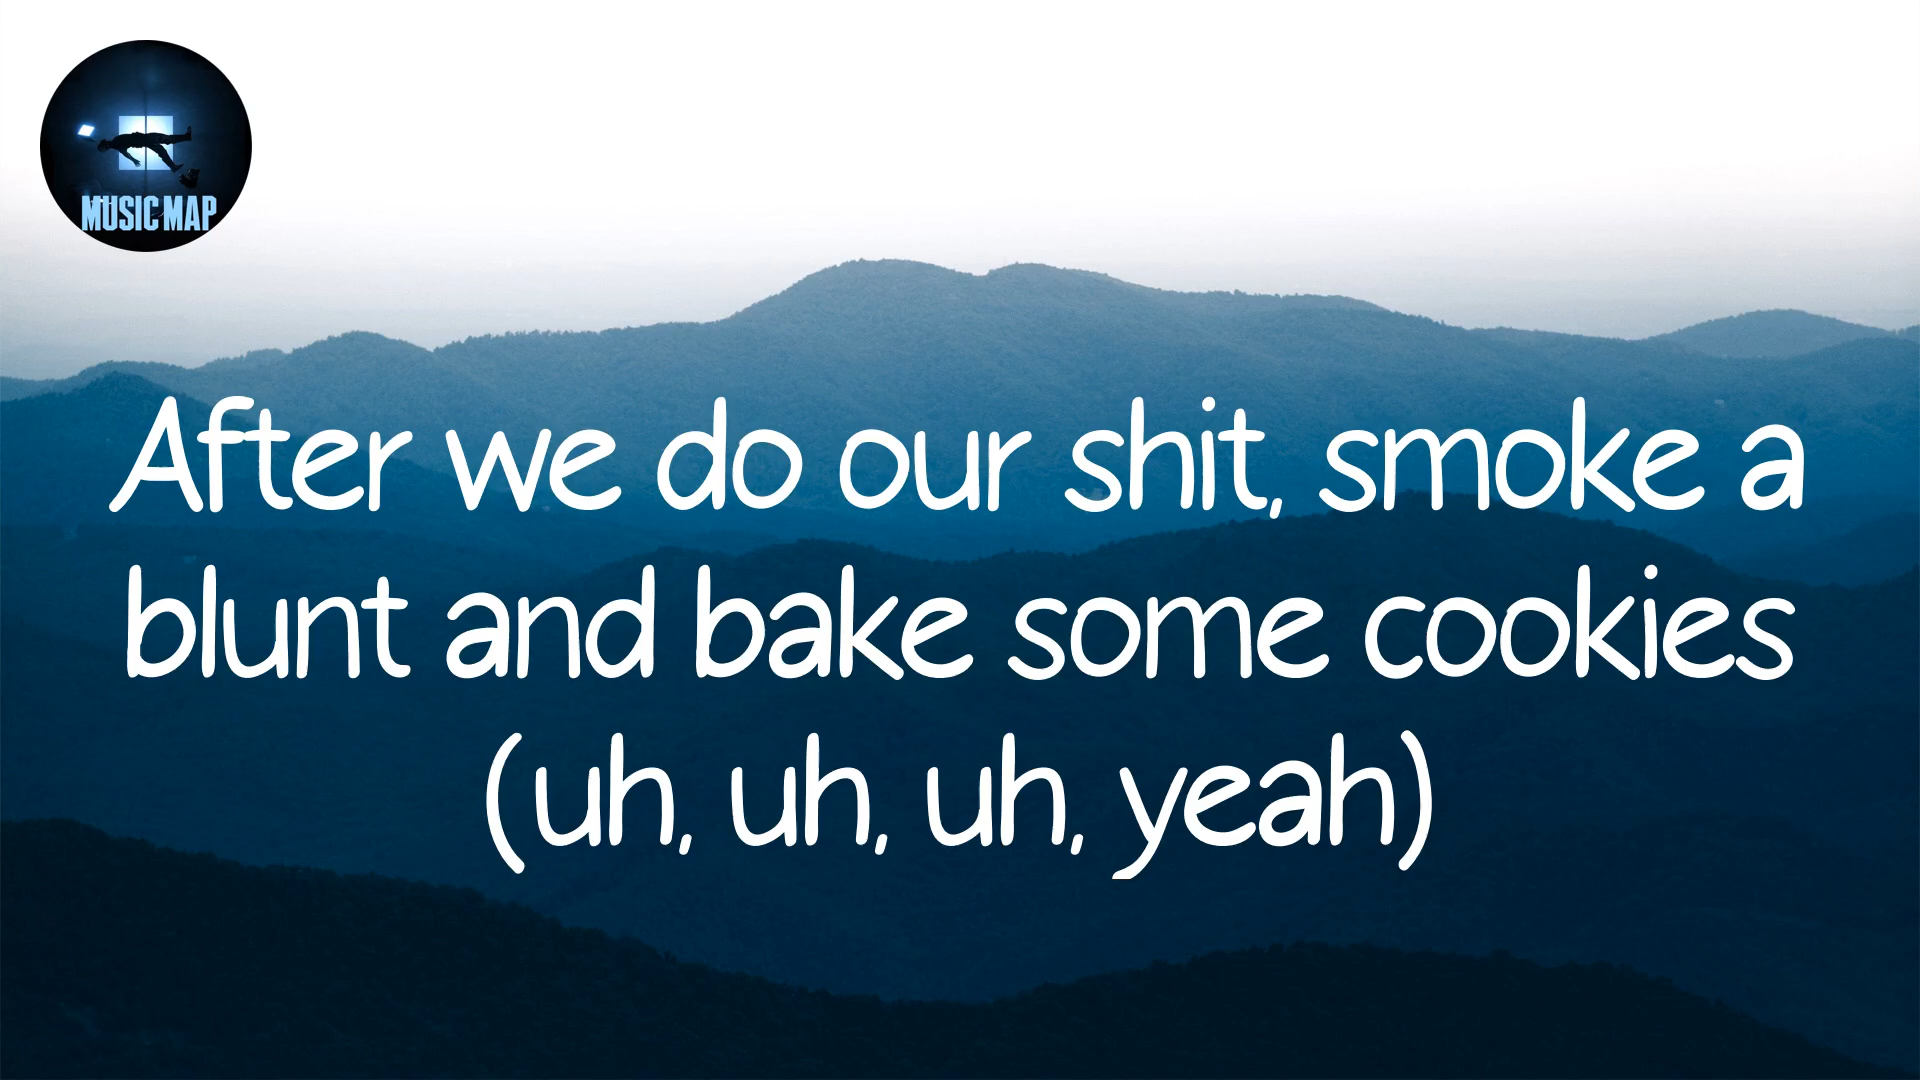 MUSIC MAP
After we do our shit, smoke a
blunt and bake some cookies
(uh, uh, uh, yeah)